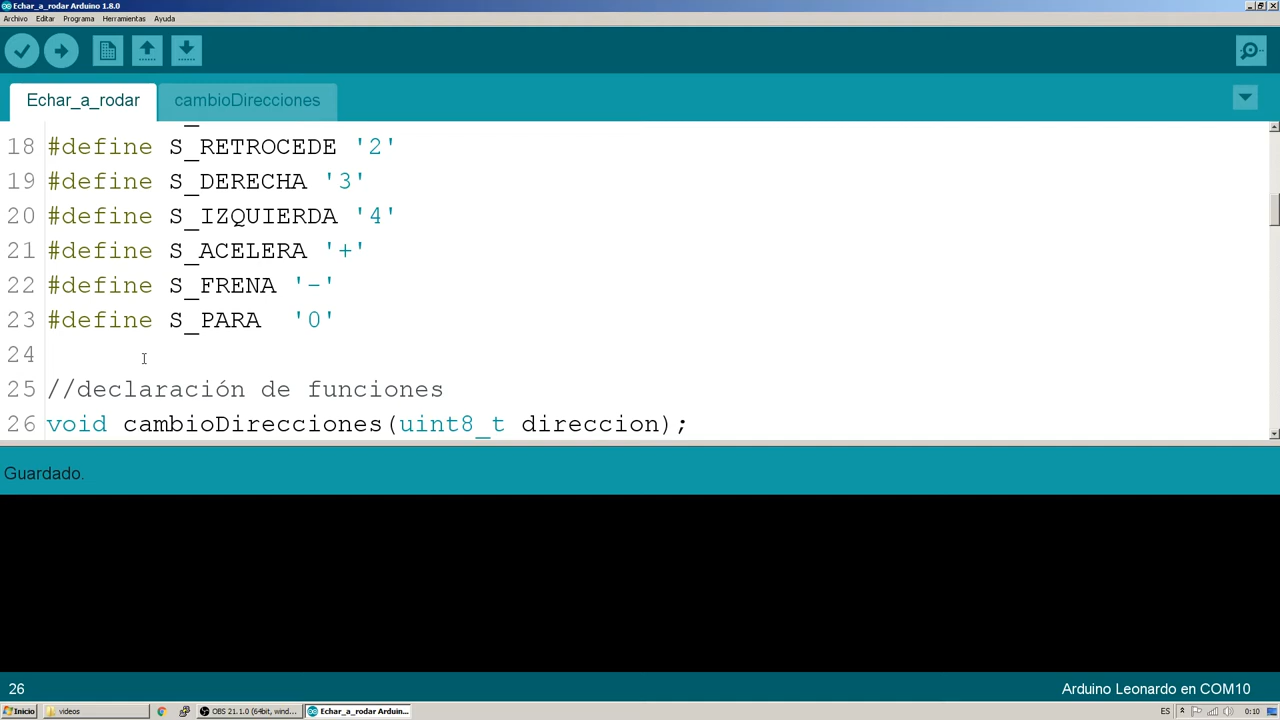 Echar_a_rodar Arduino 1.8.0
Archivo Editar Programa Herramientas Ayuda
Echar_a_rodar cambioDirecciones
18 #define S_RETROCEDE '2'
19 #define S_DERECHA '3'
20 #define S_IZQUIERDA '4'
21 #define S_ACELERA '+'
22 #define S_FRENA '-'
23 #define S_PARA '0'
24
25 //declaración de funciones
26 void cambioDirecciones(uint8_t direccion);
Guardado.
26 Arduino Leonardo en COM10
Inicio videos OBS 21.1.0 (64bit, wind... Echar_a_rodar Arduin... ES 0:10